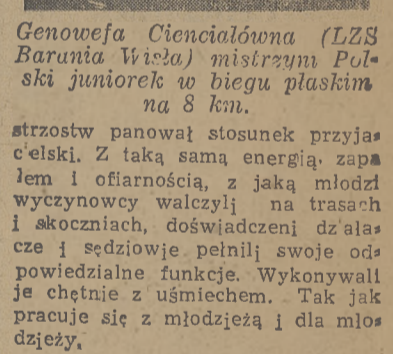 Genowefa Cienciałówna (LZS
Barania Wisła) mistrzyni Pol-
ski juniorek w biegu płaskim
na 8 km.
strzostw panował stosunek przyja-
cielski. Z taką samą energią, zapa
łem i ofiarnością, z jaką młodzi
wyczynowcy walczyli na trasach
i skoczniach, doświadczeni działa-
cze i sędziowie pełnili swoje od-
powiedzialne funkcje. Wykonywali
je chętnie z uśmiechem. Tak jak
pracuje się z młodzieżą i dla mło-
dzieży.